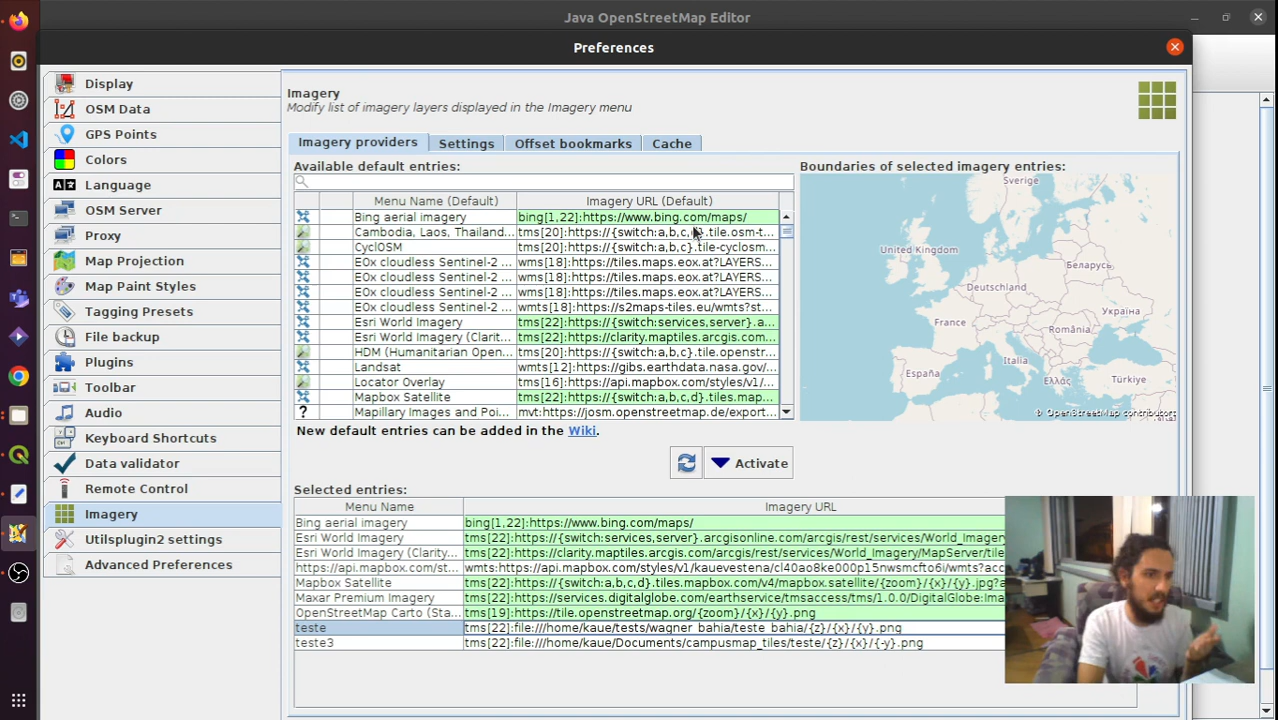 Java OpenStreetMap Editor
Preferences
Display
OSM Data
GPS Points
Colors
Language
OSM Server
Proxy
Map Projection
Map Paint Styles
Tagging Presets
File backup
Plugins
Toolbar
Audio
Keyboard Shortcuts
Data validator
Remote Control
Imagery
Utilsplugin2 settings
Advanced Preferences
Imagery
Modify list of imagery layers displayed in the Imagery menu
Imagery providers Settings Offset bookmarks Cache
Available default entries:
Menu Name (Default) Imagery URL (Default)
Bing aerial imagery bing[1,22]:https://www.bing.com/maps/
Cambodia, Laos, Thailand... tms[20]:https://{switch:a,b,c, .tile.osm-t...
CyclOSM tms[20]:https://{switch:a,b,c}.tile-cyclosm...
EOx cloudless Sentinel-2 ... wms[18]:https://tiles.maps.eox.at?LAYERS...
EOx cloudless Sentinel-2 ... wms[18]:https://tiles.maps.eox.at?LAYERS...
EOx cloudless Sentinel-2 ... wms[18]:https://tiles.maps.eox.at?LAYERS...
EOx cloudless Sentinel-2 ... wmts[18]:https://s2maps-tiles.eu/wmts?st...
Esri World Imagery tms[22]:https://{switch:services,server}.a...
Esri World Imagery (Clarit... tms[22]:https://clarity.maptiles.arcgis.com...
HDM (Humanitarian Open... tms[20]:https://{switch:a,b,c}.tile.openstr...
Landsat wmts[12]:https://gibs.earthdata.nasa.gov/
Locator Overlay tms[16]:https://api.mapbox.com/styles/v1/
Mapbox Satellite tms[22]:https://{switch:a,b,c,d}.tiles.map...
? Mapillary Images and Poi... mvt:https://josm.openstreetmap.de/export...
Boundaries of selected imagery entries:
Sverige
United Kingdom
Беларусь
Deutschland
Україна
France
România
Italia
España
Ελλάς
Türkiye
© OpenStreetMap contributors
New default entries can be added in the Wiki.
Activate
Selected entries:
Menu Name Imagery URL
Bing aerial imagery bing[1,22]:https://www.bing.com/maps/
Esri World Imagery tms[22]:https://{switch:services,server}.arcgisonline.com/arcgis/rest/services/World_Imagery
Esri World Imagery (Clarity... tms[22]:https://clarity.maptiles.arcgis.com/arcgis/rest/services/World_Imagery/MapServer/tile
https://api.mapbox.com/st... wmts:https://api.mapbox.com/styles/v1/kauevestena/cl40ao8ke000p15nwsmcfto6i/wmts?acc
Mapbox Satellite tms[22]:https://{switch:a,b,c,d}.tiles.mapbox.com/v4/mapbox.satellite/{zoom}/{x}/{y}.jpg?a
Maxar Premium Imagery tms[22]:https://services.digitalglobe.com/earthservice/tmsaccess/tms/1.0.0/DigitalGlobe:Ima
OpenStreetMap Carto (Sta... tms[19]:https://tile.openstreetmap.org/{zoom}/{x}/{y}.png
teste tms[22]:file:///home/kaue/tests/wagner_bahia/teste_bahia/{z}/{x}/{y}.png
teste3 tms[22]:file:///home/kaue/Documents/campusmap_tiles/teste/{z}/{x}/{-y}.png